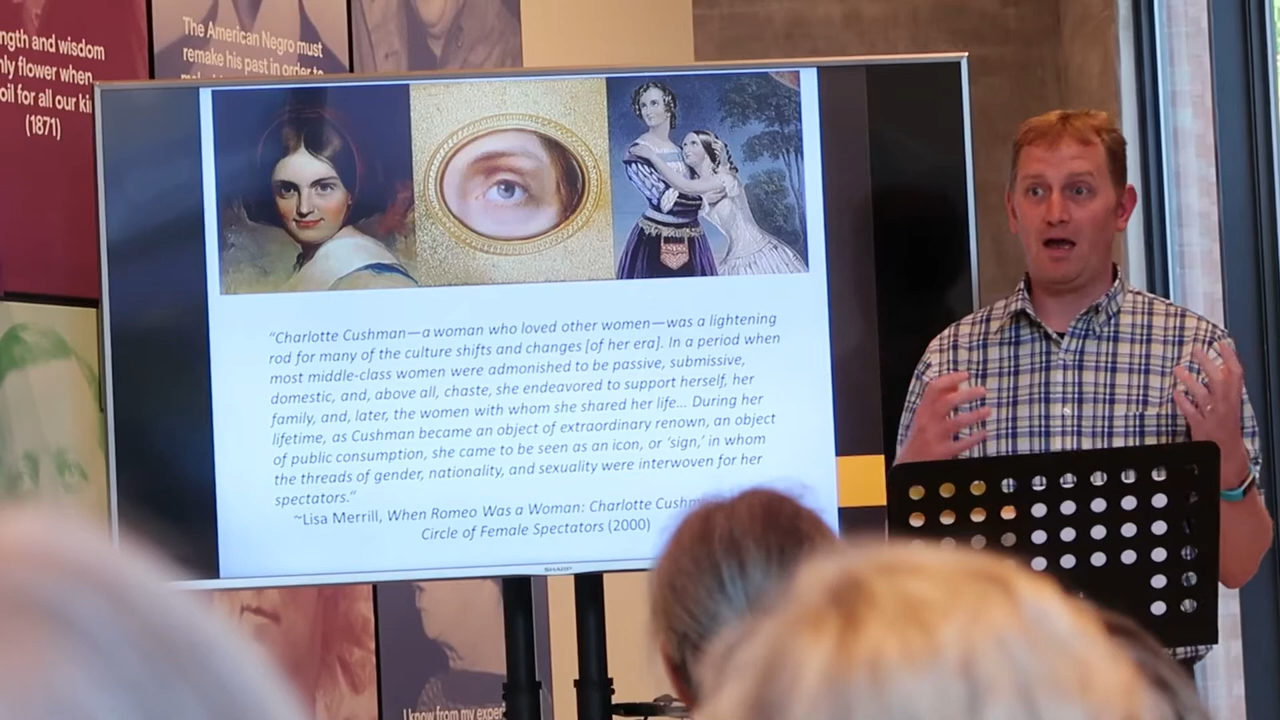 ngth and wisdom
nly flower when
oil for all our ki
(1871)
The American Negro must
remake his past in order to
“Charlotte Cushman—a woman who loved other women—was a lightening
rod for many of the culture shifts and changes [of her era]. In a period when
most middle-class women were admonished to be passive, submissive,
domestic, and, above all, chaste, she endeavored to support herself, her
family, and, later, the women with whom she shared her life... During her
lifetime, as Cushman became an object of extraordinary renown, an object
of public consumption, she came to be seen as an icon, or ‘sign,’ in whom
the threads of gender, nationality, and sexuality were interwoven for her
spectators.”
~Lisa Merrill, When Romeo Was a Woman: Charlotte Cushm
Circle of Female Spectators (2000)
SHARP
I know from my exper